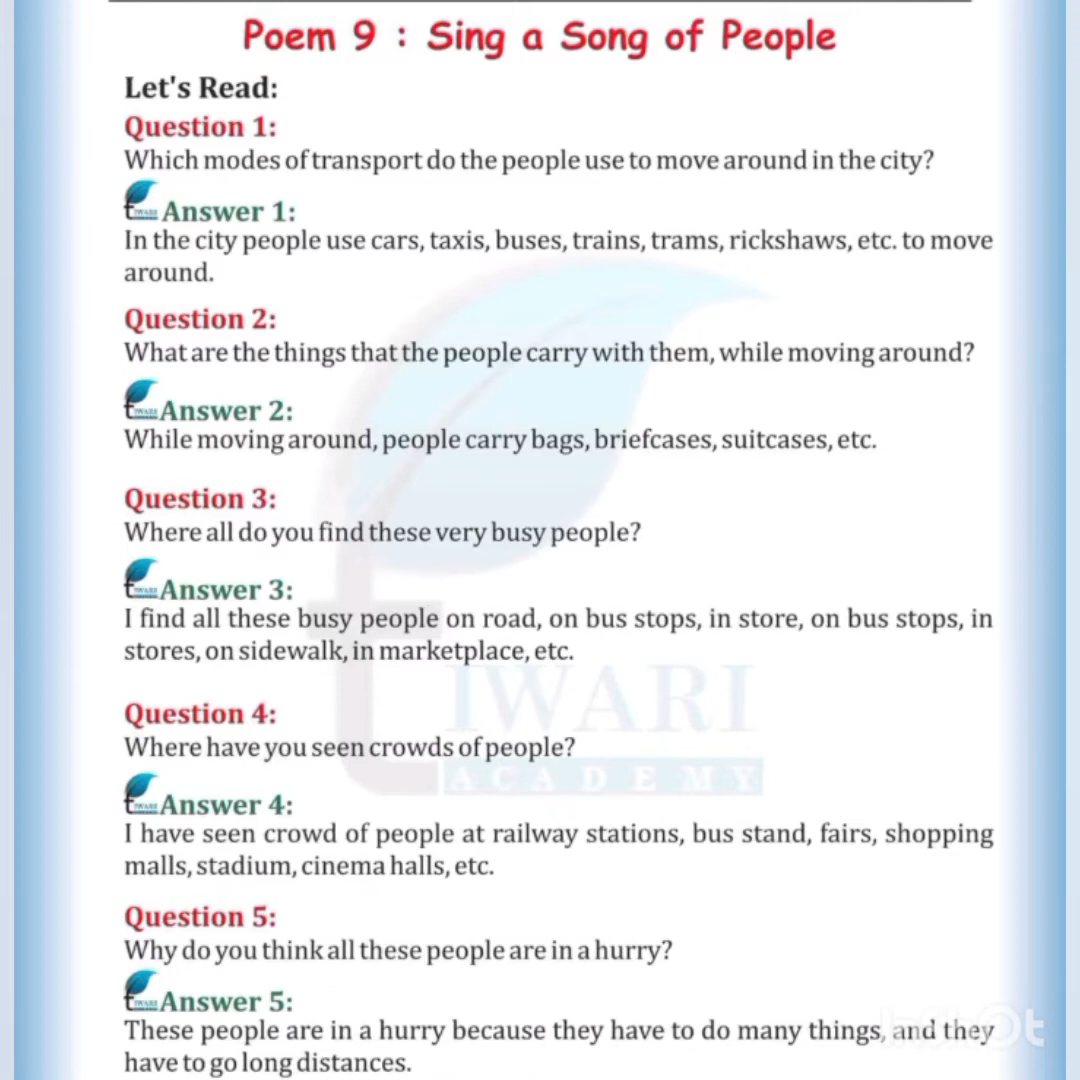 Poem 9 : Sing a Song of People
Let's Read:
Question 1:
Which modes of transport do the people use to move around in the city?
TIWARI Answer 1:
In the city people use cars, taxis, buses, trains, trams, rickshaws, etc. to move
around.
Question 2:
What are the things that the people carry with them, while moving around?
TIWARI Answer 2:
While moving around, people carry bags, briefcases, suitcases, etc.
Question 3:
Where all do you find these very busy people?
TIWARI Answer 3:
I find all these busy people on road, on bus stops, in store, on bus stops, in
stores, on sidewalk, in marketplace, etc.
TIWARI
ACADEMY
Question 4:
Where have you seen crowds of people?
TIWARI Answer 4:
I have seen crowd of people at railway stations, bus stand, fairs, shopping
malls, stadium, cinema halls, etc.
Question 5:
Why do you think all these people are in a hurry?
TIWARI Answer 5:
These people are in a hurry because they have to do many things, and they
have to go long distances.